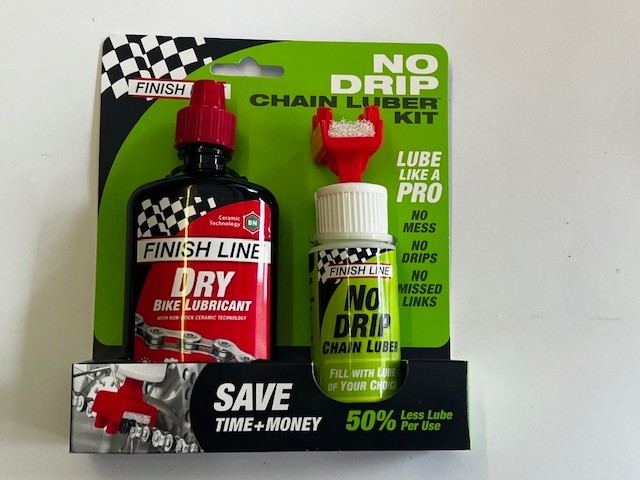 FINISH LINE
NO
DRIP
CHAIN LUBER™
KIT
LUBE
LIKE A
PRO
NO
MESS
NO
DRIPS
NO
MISSED
LINKS
Ceramic
Technology
BN
FINISH LINE
DRY
BIKE LUBRICANT
WITH NON-STICK CERAMIC TECHNOLOGY
FINISH LINE
NO
DRIP
CHAIN LUBER
FILL WITH LUBE
OF YOUR CHOICE
SAVE
TIME+MONEY
50% Less Lube
Per Use